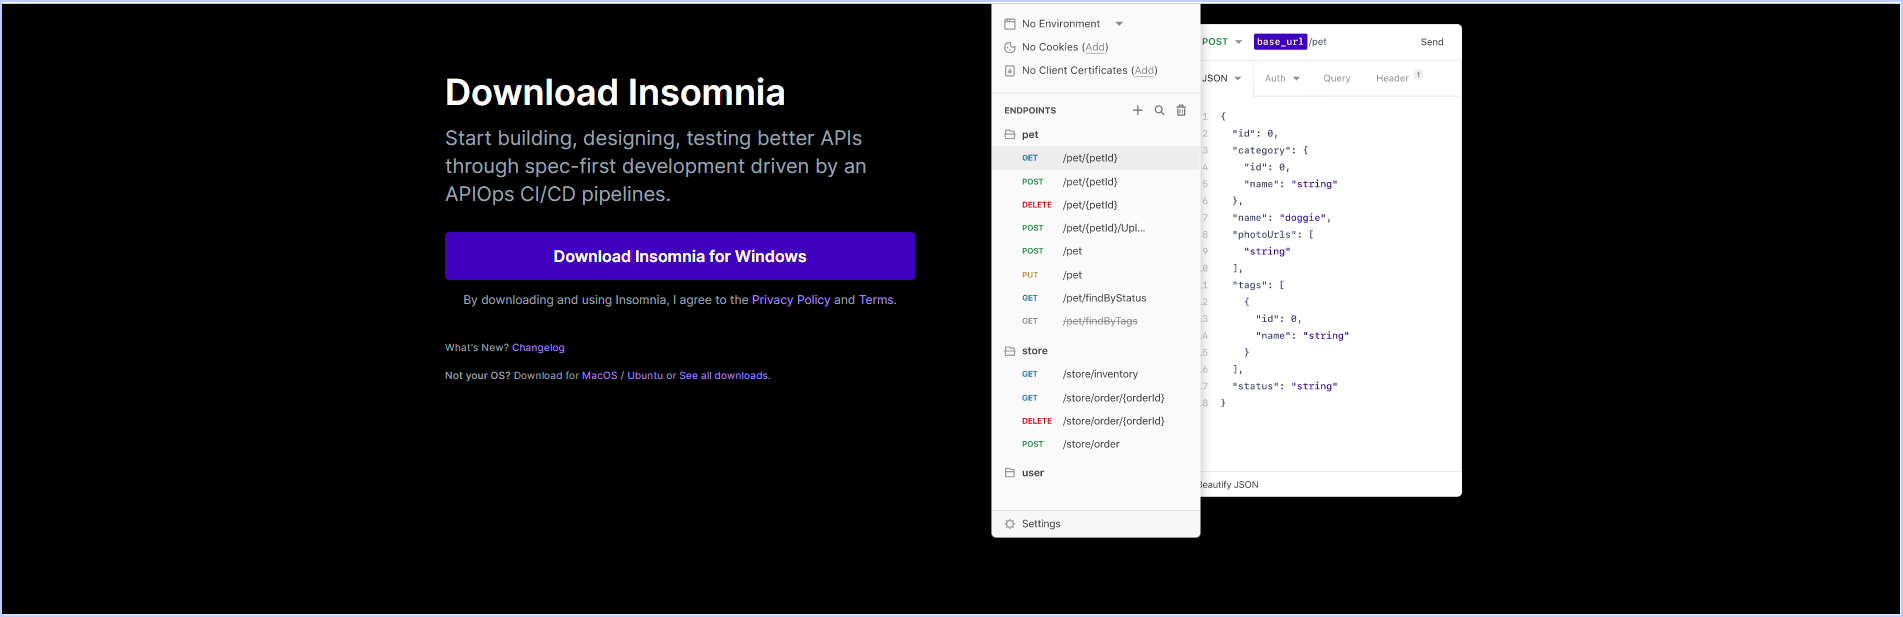 Download Insomnia
Start building, designing, testing better APIs
through spec-first development driven by an
APIOps CI/CD pipelines.
Download Insomnia for Windows
By downloading and using Insomnia, I agree to the Privacy Policy and Terms.
What's New? Changelog
Not your OS? Download for MacOS / Ubuntu or See all downloads.
No Environment
No Cookies (Add)
No Client Certificates (Add)
ENDPOINTS
pet
GET /pet/{petId}
POST /pet/{petId}
DELETE /pet/{petId}
POST /pet/{petId}/Upl...
POST /pet
PUT /pet
GET /pet/findByStatus
GET /pet/findByTags
store
GET /store/inventory
GET /store/order/{orderId}
DELETE /store/order/{orderId}
POST /store/order
user
Settings
POST base_url/pet Send
JSON Auth Query Header 1
1 {
2 "id": 0,
3 "category": {
4 "id": 0,
5 "name": "string"
6 },
7 "name": "doggie",
8 "photoUrls": [
9 "string"
0 ],
1 "tags": [
2 {
3 "id": 0,
4 "name": "string"
5 }
6 ],
7 "status": "string"
8 }
Beautify JSON